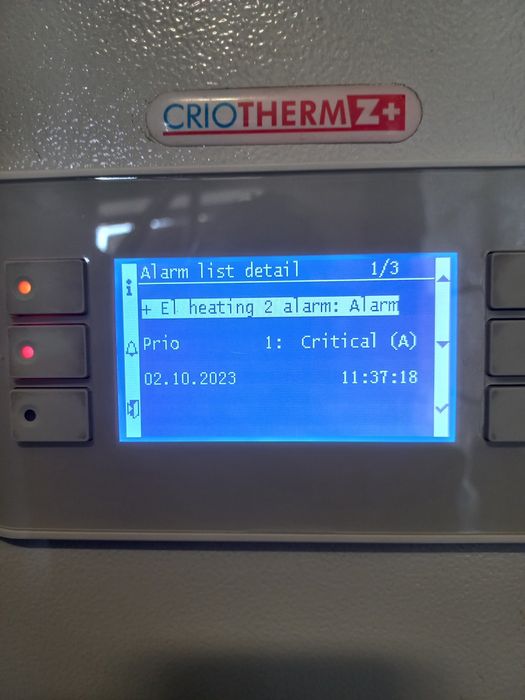 CRIOTHERM Z+
Alarm list detail 1/3
+ El heating 2 alarm: Alarm
Prio 1: Critical (A)
02.10.2023 11:37:18